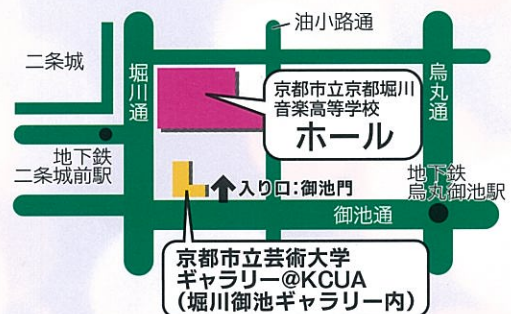 油小路通
二条城
堀川通
烏丸通
京都市立京都堀川
音楽高等学校
ホール
地下鉄
二条城前駅
入り口:御池門
地下鉄
烏丸御池駅
御池通
京都市立芸術大学
ギャラリー@KCUA
(堀川御池ギャラリー内)